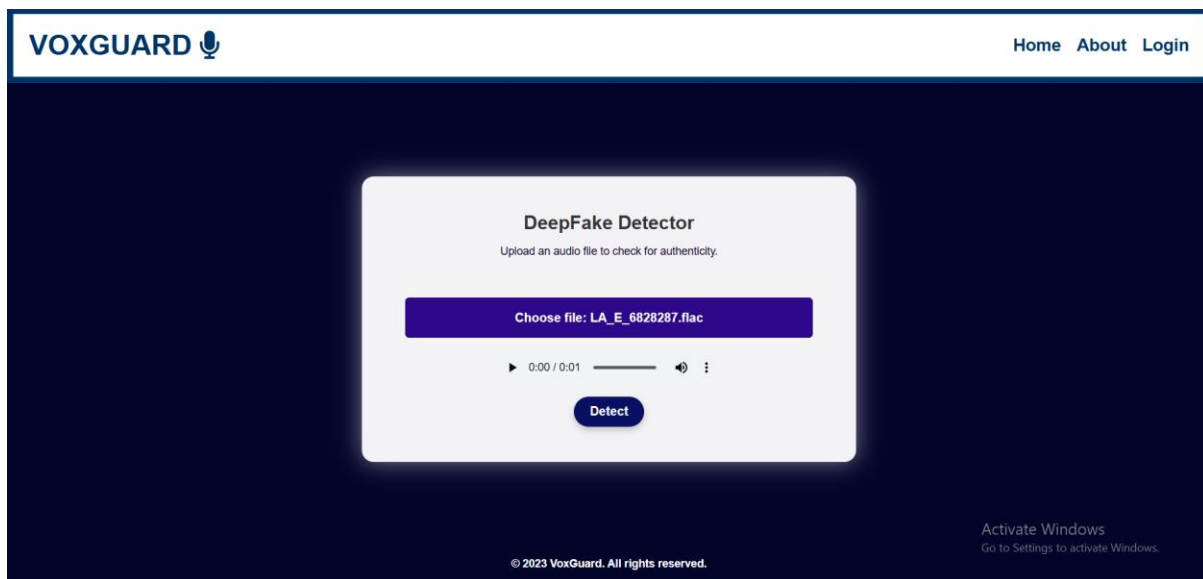 VOXGUARD
Home About Login
DeepFake Detector
Upload an audio file to check for authenticity.
Choose file: LA_E_6828287.flac
0:00 / 0:01
Detect
Activate Windows
Go to Settings to activate Windows.
© 2023 VoxGuard. All rights reserved.